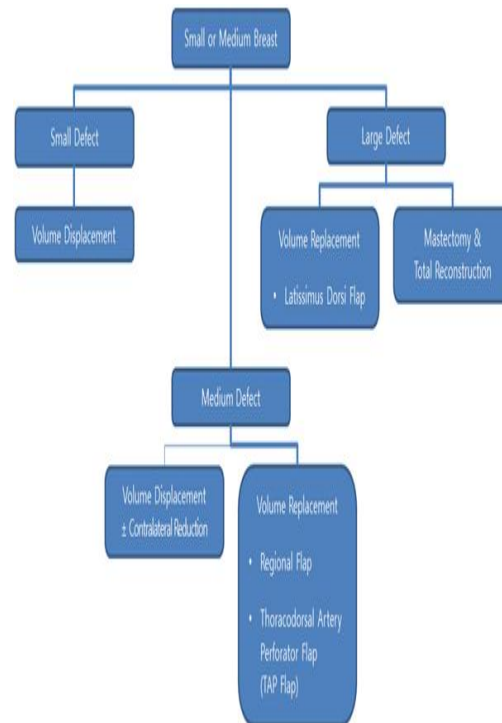 Small or Medium Breast
Small Defect
Large Defect
Volume Displacement
Volume Replacement
• Latissimus Dorsi Flap
Mastectomy &
Total Reconstruction
Medium Defect
Volume Displacement
± Contralateral Reduction
Volume Replacement
• Regional Flap
• Thoracodorsal Artery
Perforator Flap
(TAP Flap)